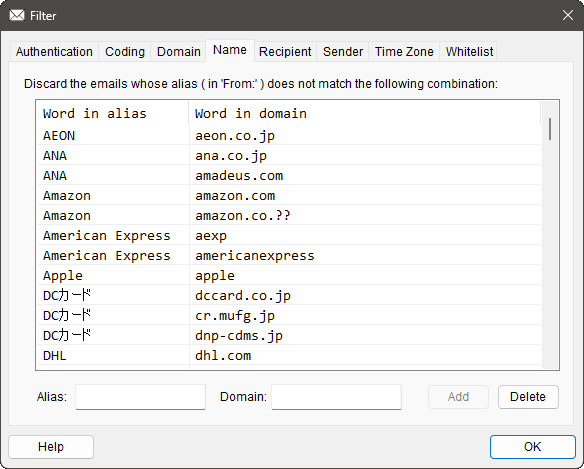 Filter
Authentication Coding Domain Name Recipient Sender Time Zone Whitelist
Discard the emails whose alias ( in 'From:' ) does not match the following combination:
Word in alias Word in domain
AEON aeon.co.jp
ANA ana.co.jp
ANA amadeus.com
Amazon amazon.com
Amazon amazon.co.??
American Express aexp
American Express americanexpress
Apple apple
DCカード dccard.co.jp
DCカード cr.mufg.jp
DCカード dnp-cdms.jp
DHL dhl.com
Alias: Domain: Add Delete
Help OK